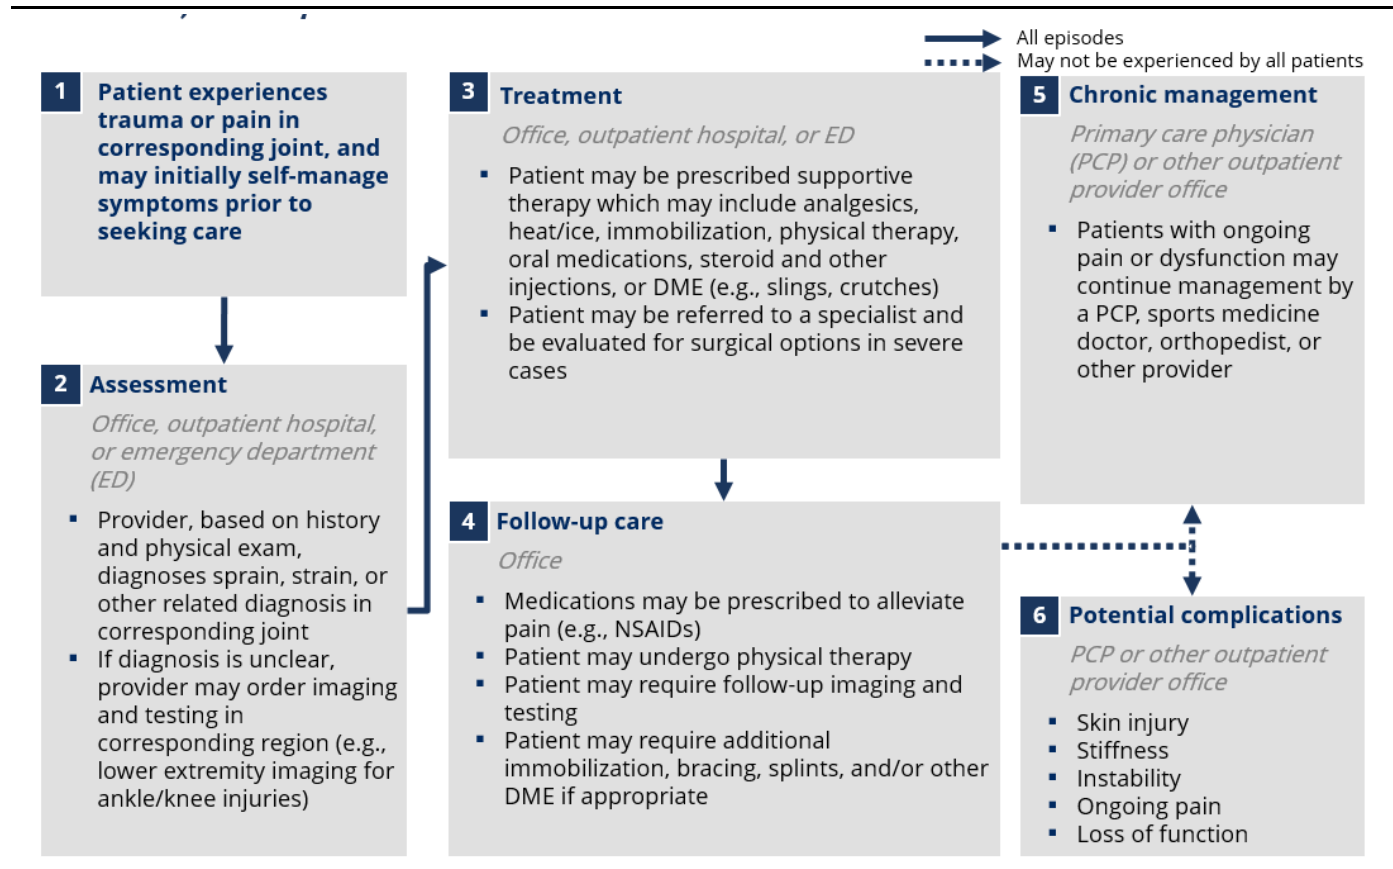 All episodes
May not be experienced by all patients
1
Patient experiences
trauma or pain in
corresponding joint, and
may initially self-manage
symptoms prior to
seeking care
2
Assessment
Office, outpatient hospital,
or emergency department
(ED)
▪ Provider, based on history
and physical exam,
diagnoses sprain, strain, or
other related diagnosis in
corresponding joint
▪ If diagnosis is unclear,
provider may order imaging
and testing in
corresponding region (e.g.,
lower extremity imaging for
ankle/knee injuries)
3
Treatment
Office, outpatient hospital, or ED
▪ Patient may be prescribed supportive
therapy which may include analgesics,
heat/ice, immobilization, physical therapy,
oral medications, steroid and other
injections, or DME (e.g., slings, crutches)
▪ Patient may be referred to a specialist and
be evaluated for surgical options in severe
cases
4
Follow-up care
Office
▪ Medications may be prescribed to alleviate
pain (e.g., NSAIDs)
▪ Patient may undergo physical therapy
▪ Patient may require follow-up imaging and
testing
▪ Patient may require additional
immobilization, bracing, splints, and/or other
DME if appropriate
5
Chronic management
Primary care physician
(PCP) or other outpatient
provider office
▪ Patients with ongoing
pain or dysfunction may
continue management by
a PCP, sports medicine
doctor, orthopedist, or
other provider
6
Potential complications
PCP or other outpatient
provider office
▪ Skin injury
▪ Stiffness
▪ Instability
▪ Ongoing pain
▪ Loss of function